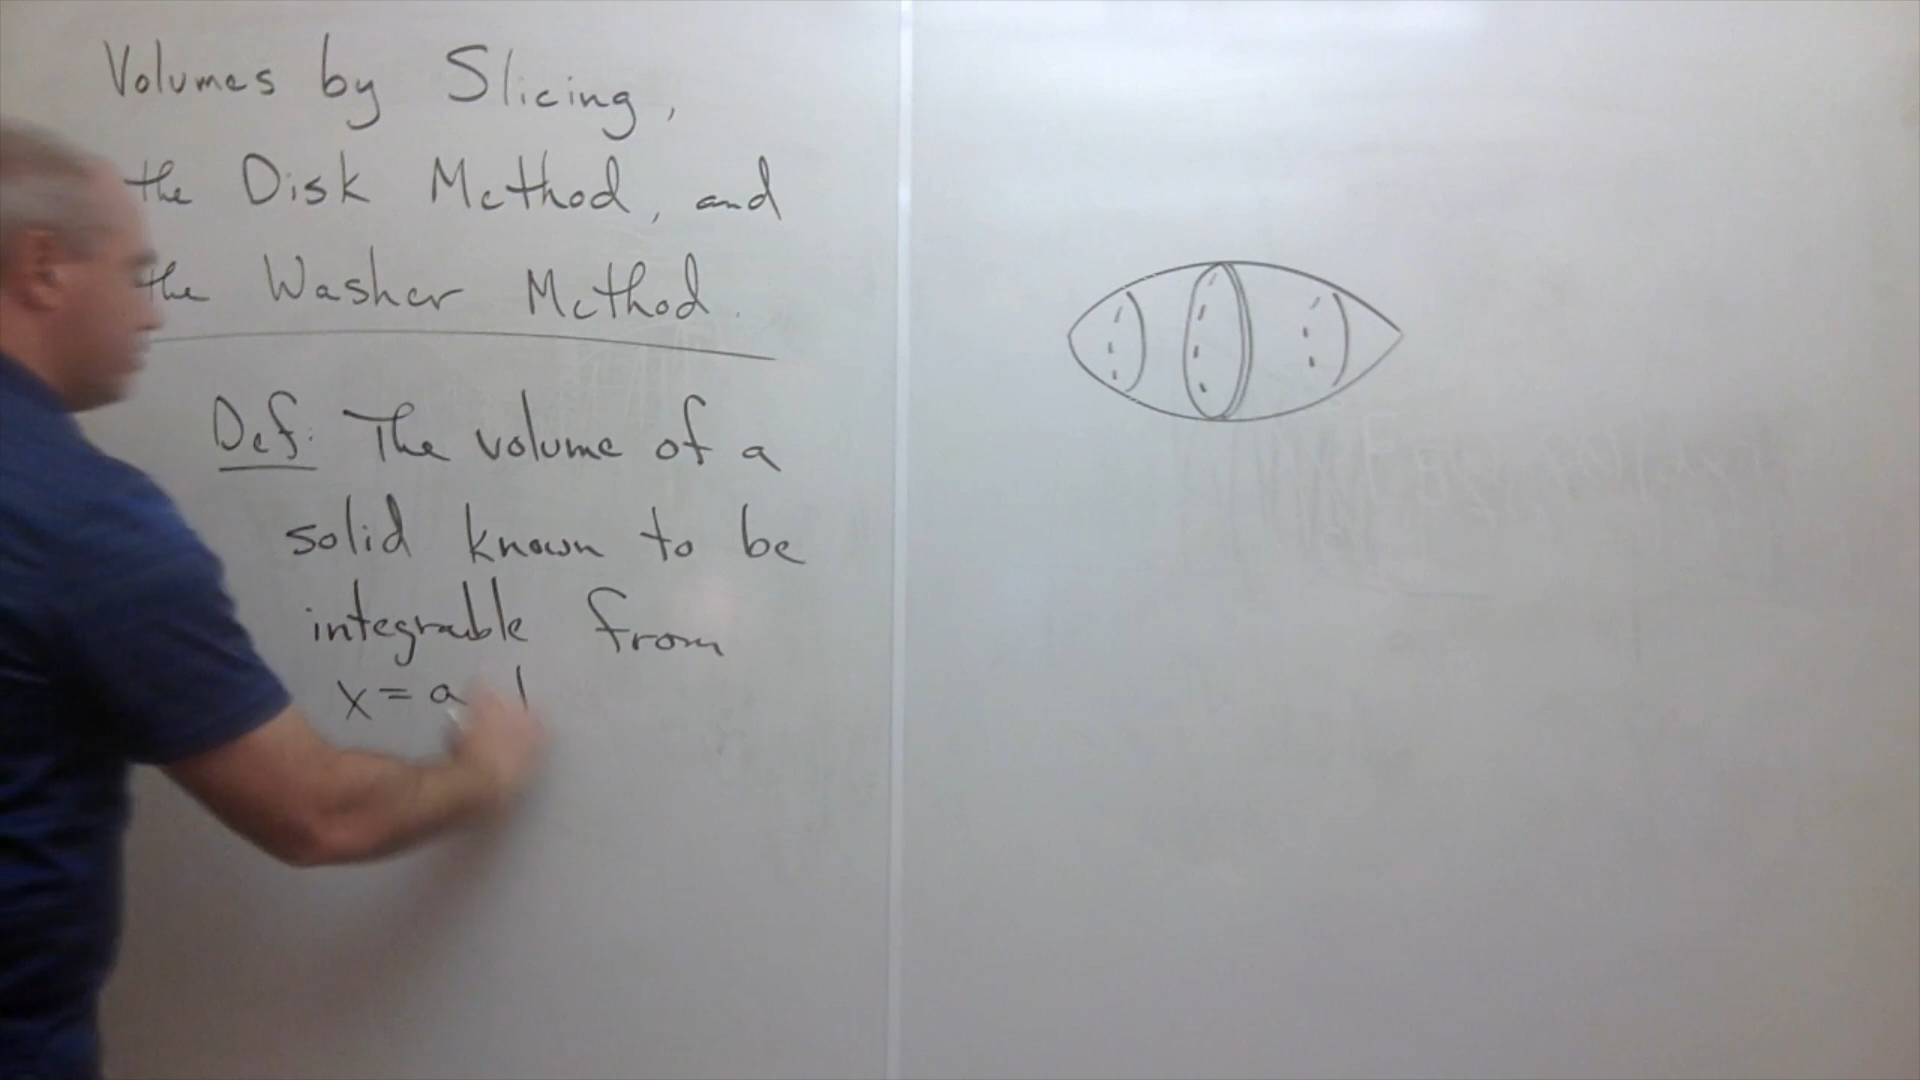 Volumes by Slicing,
the Disk Method, and
the Washer Method.
Def: The volume of a
solid known to be
integrable from
x = a